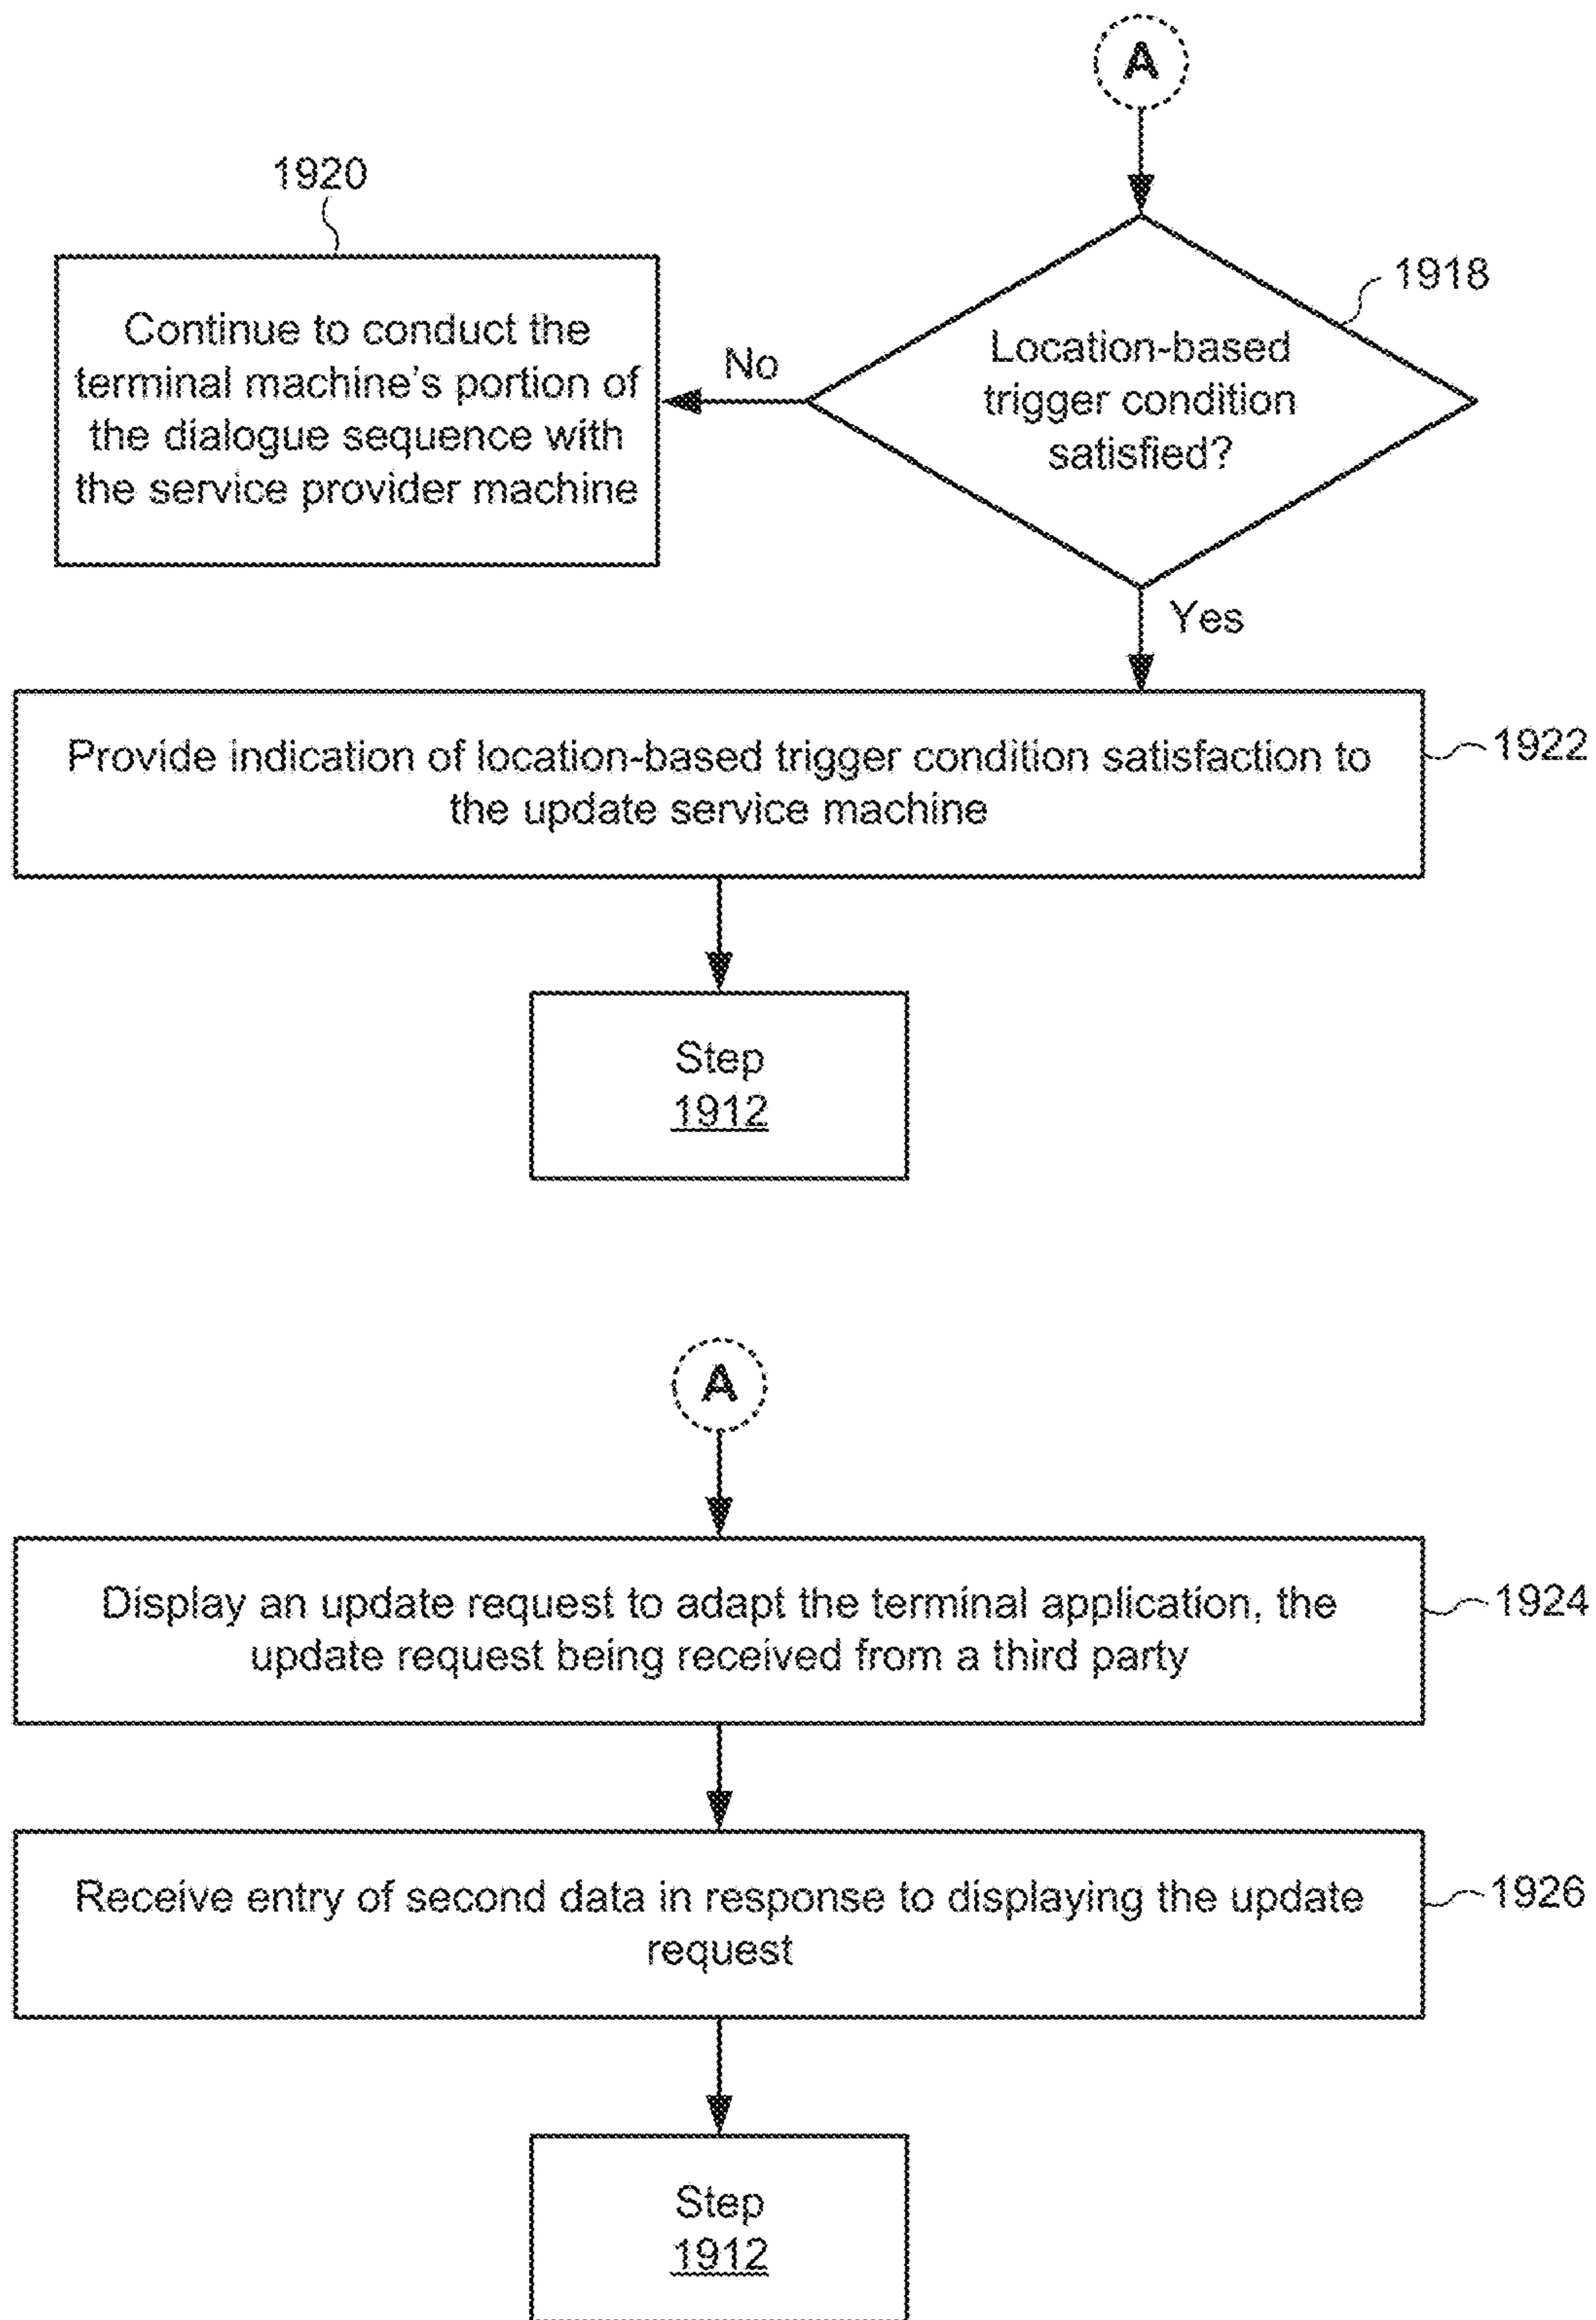 A
1920
1918
Continue to conduct the
terminal machine's portion of
the dialogue sequence with
the service provider machine
No
Location-based
trigger condition
satisfied?
Yes
Provide indication of location-based trigger condition satisfaction to
the update service machine
1922
Step
1912
A
Display an update request to adapt the terminal application, the
update request being received from a third party
1924
Receive entry of second data in response to displaying the update
request
1926
Step
1912